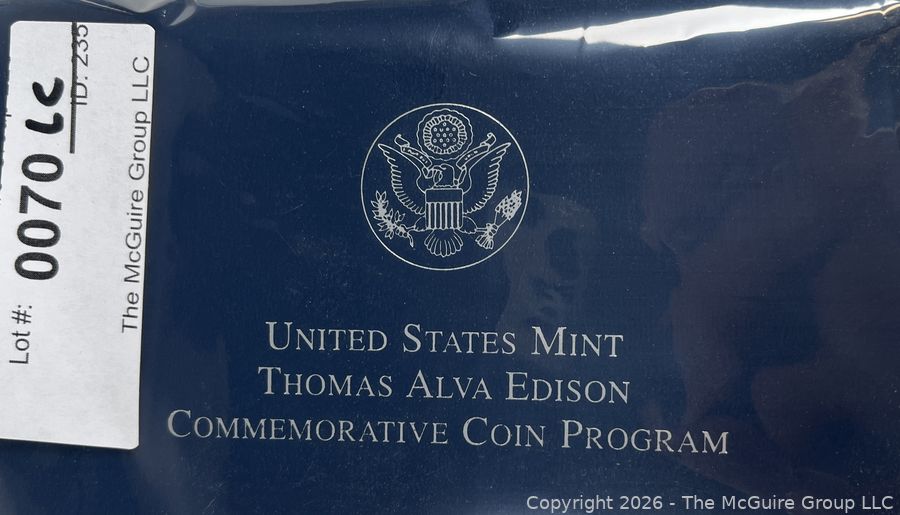 Lot #: 0070 LC
ID: 235
The McGuire Group LLC
UNITED STATES MINT
THOMAS ALVA EDISON
COMMEMORATIVE COIN PROGRAM
Copyright 2026 - The McGuire Group LLC